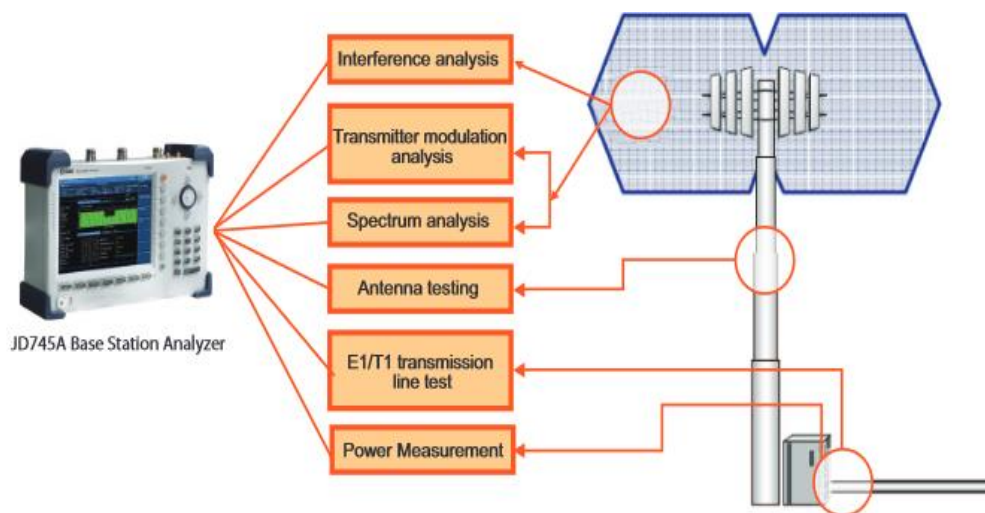 Interference analysis
Transmitter modulation
analysis
Spectrum analysis
Antenna testing
E1/T1 transmission
line test
Power Measurement
JD745A Base Station Analyzer